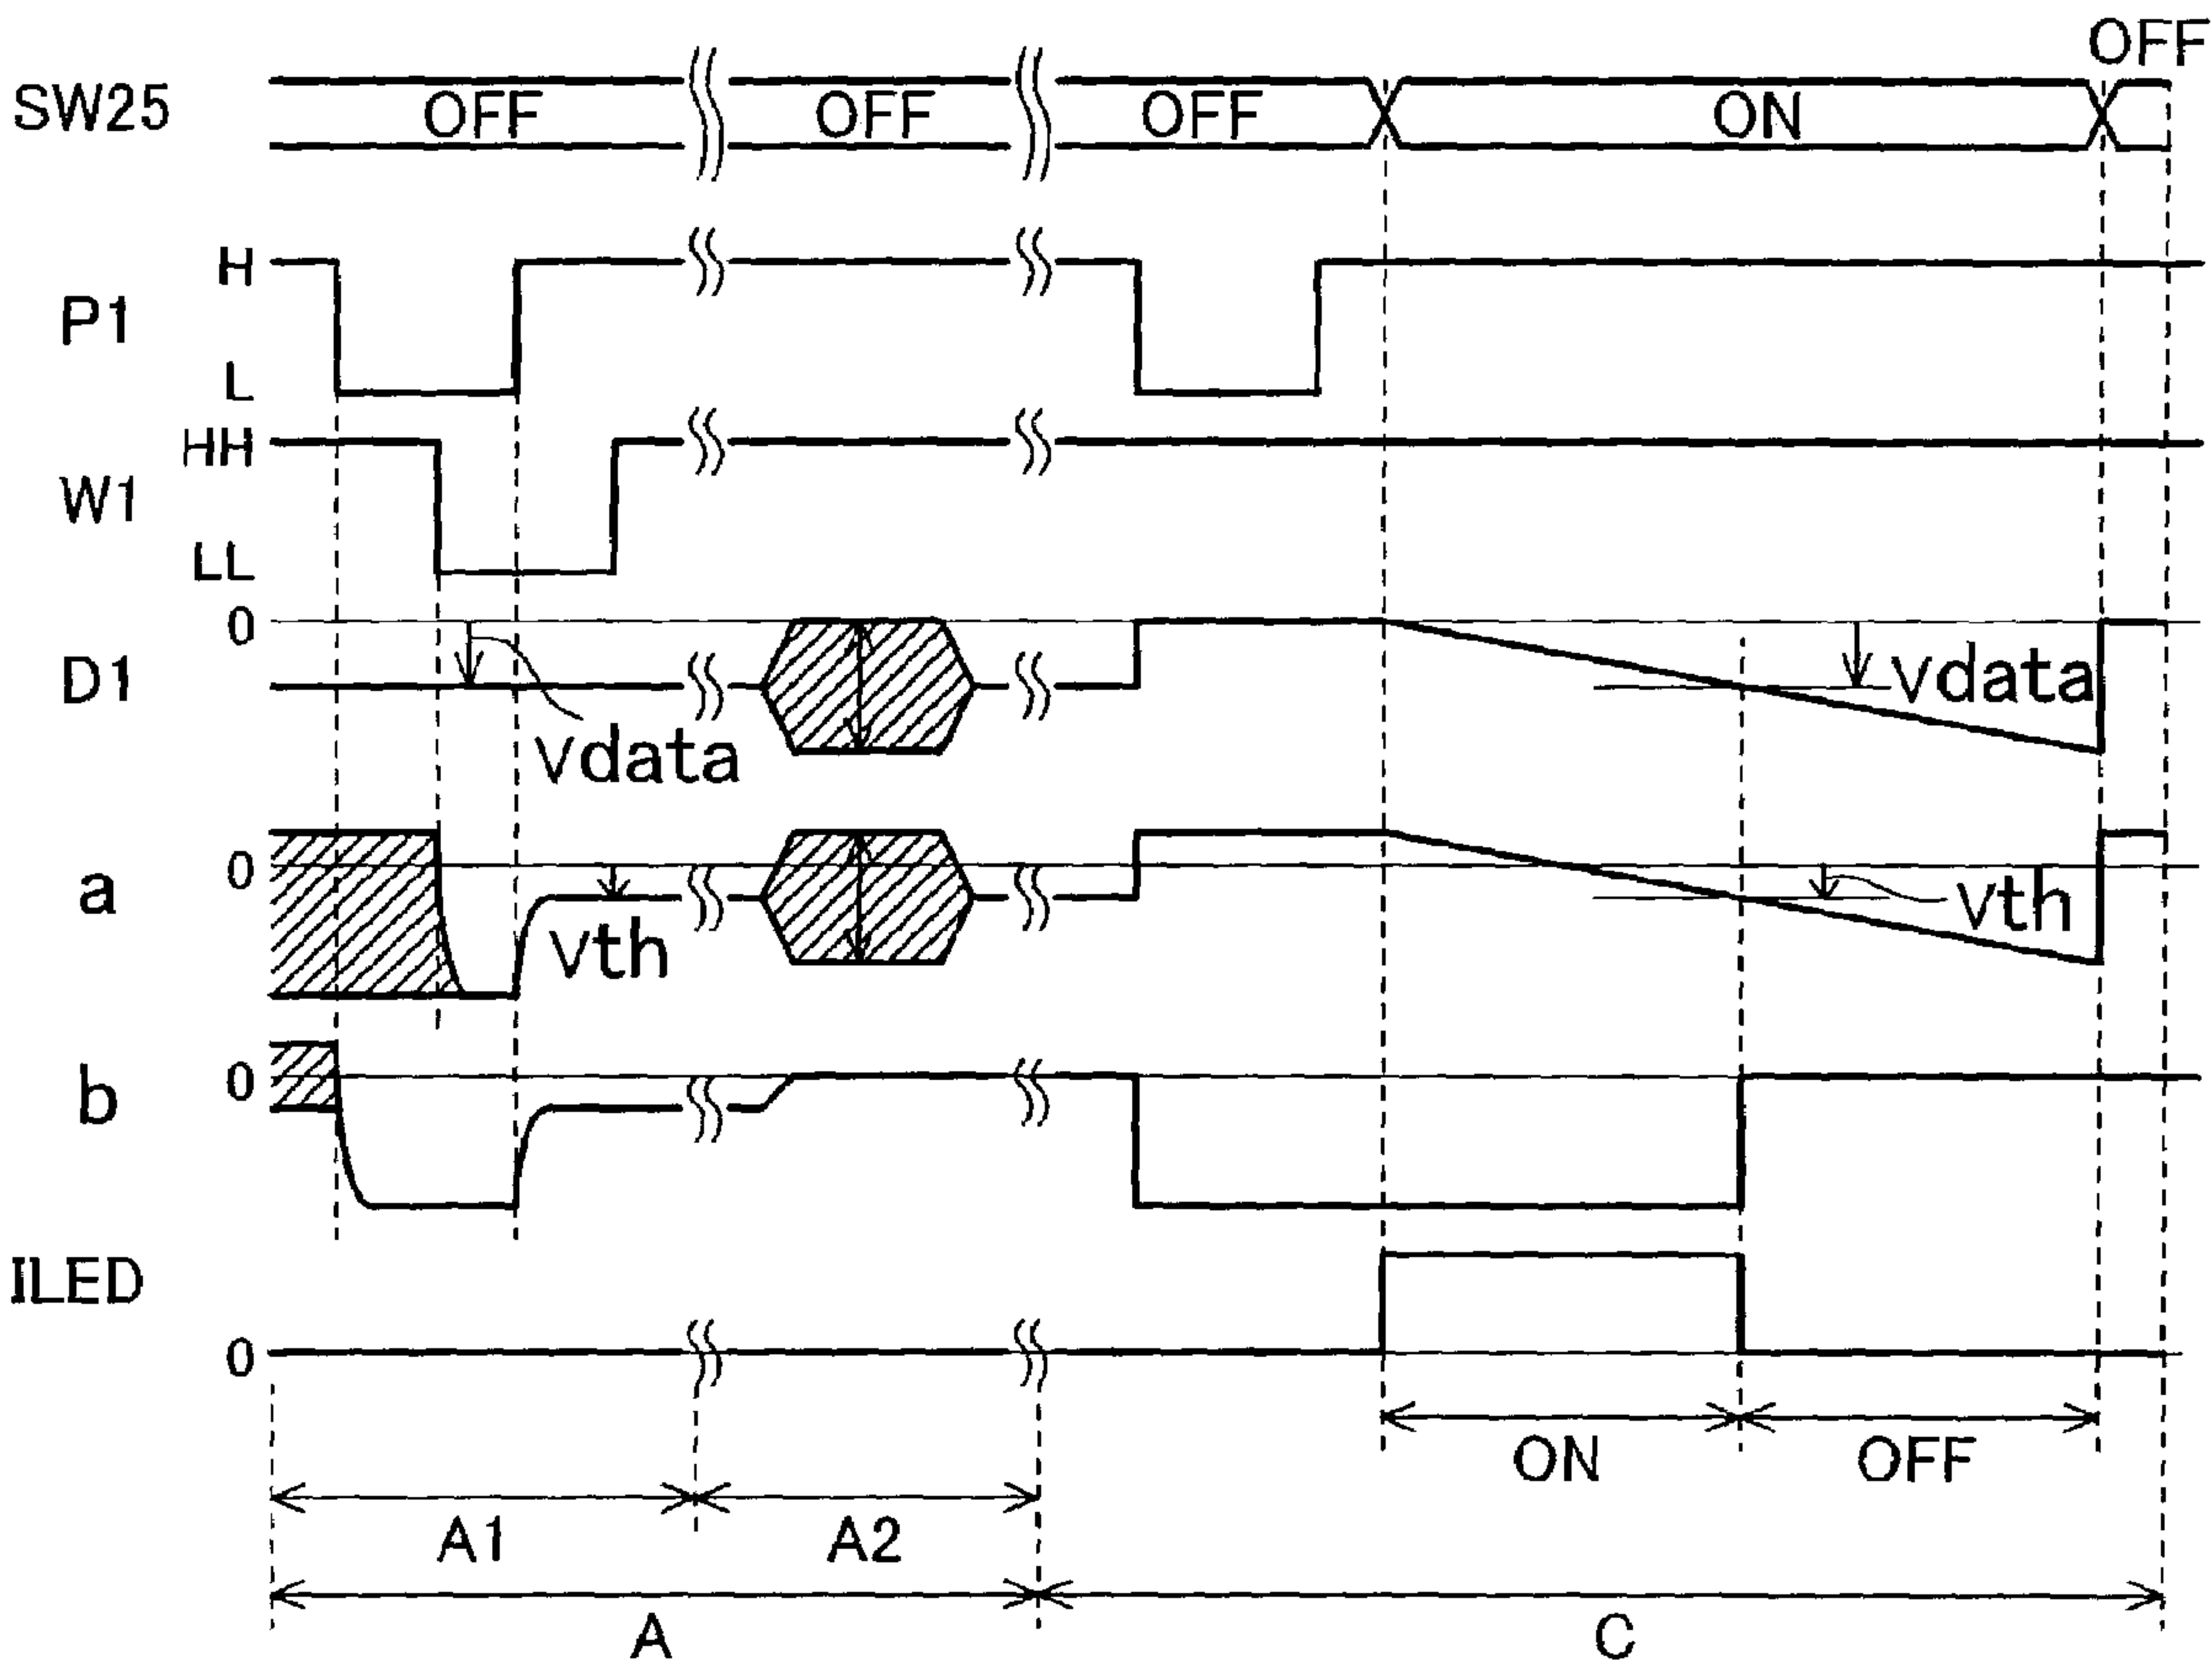 OFF
SW25 OFF OFF OFF ON
H
P1
L
HH
W1
LL
0
D1 Vdata
Vdata
0
a Vth
Vth
0
b
ILED
0
ON OFF
A1 A2
A C